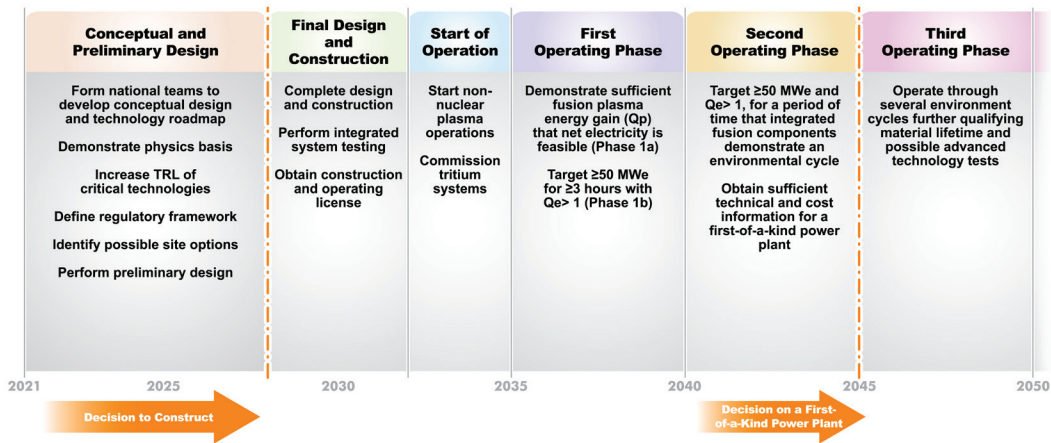 Conceptual and
Preliminary Design
Form national teams to
develop conceptual design
and technology roadmap
Demonstrate physics basis
Increase TRL of
critical technologies
Define regulatory framework
Identify possible site options
Perform preliminary design
Final Design
and
Construction
Complete design
and construction
Perform integrated
system testing
Obtain construction
and operating
license
Start of
Operation
Start non-
nuclear
plasma
operations
Commission
tritium
systems
First
Operating Phase
Demonstrate sufficient
fusion plasma
energy gain (Qp)
that net electricity is
feasible (Phase 1a)
Target ≥50 MWe
for ≥3 hours with
Qe> 1 (Phase 1b)
Second
Operating Phase
Target ≥50 MWe and
Qe> 1, for a period of
time that integrated
fusion components
demonstrate an
environmental cycle
Obtain sufficient
technical and cost
information for a
first-of-a-kind power
plant
Third
Operating Phase
Operate through
several environment
cycles further qualifying
material lifetime and
possible advanced
technology tests
2021
2025
2030
2035
2040
2045
2050
Decision to Construct
Decision on a First-
of-a-Kind Power Plant